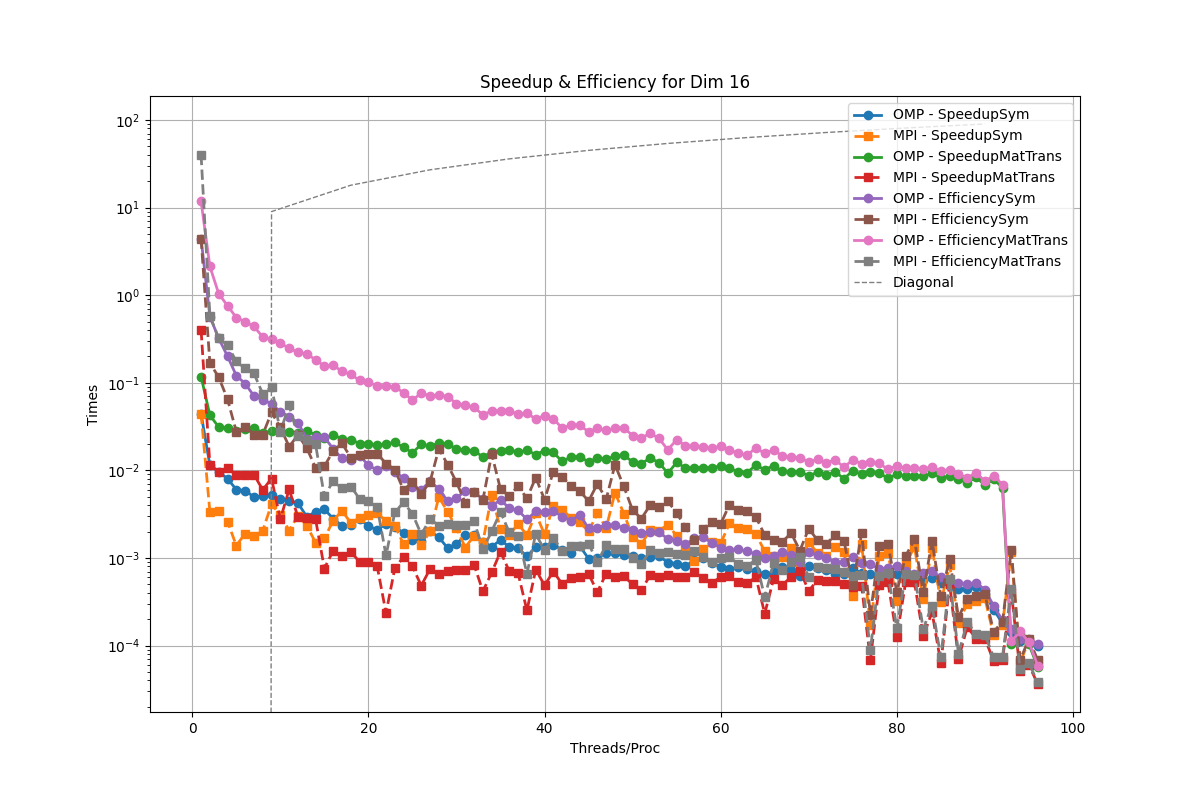 Speedup & Efficiency for Dim 16
Times
10²
10¹
10⁰
10⁻¹
10⁻²
10⁻³
10⁻⁴
OMP - SpeedupSym
MPI - SpeedupSym
OMP - SpeedupMatTrans
MPI - SpeedupMatTrans
OMP - EfficiencySym
MPI - EfficiencySym
OMP - EfficiencyMatTrans
MPI - EfficiencyMatTrans
Diagonal
0 20 40 60 80 100
Threads/Proc